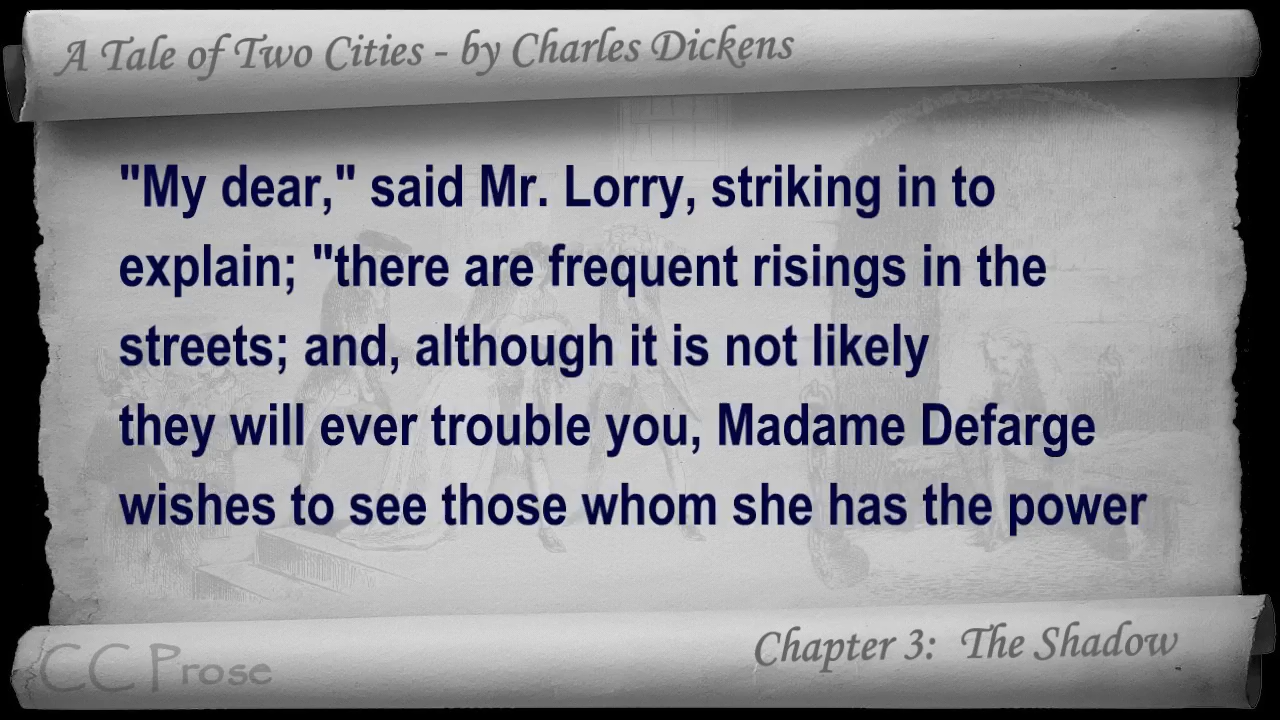 A Tale of Two Cities - by Charles Dickens
"My dear," said Mr. Lorry, striking in to
explain; "there are frequent risings in the
streets; and, although it is not likely
they will ever trouble you, Madame Defarge
wishes to see those whom she has the power
Chapter 3: The Shadow
CC Prose